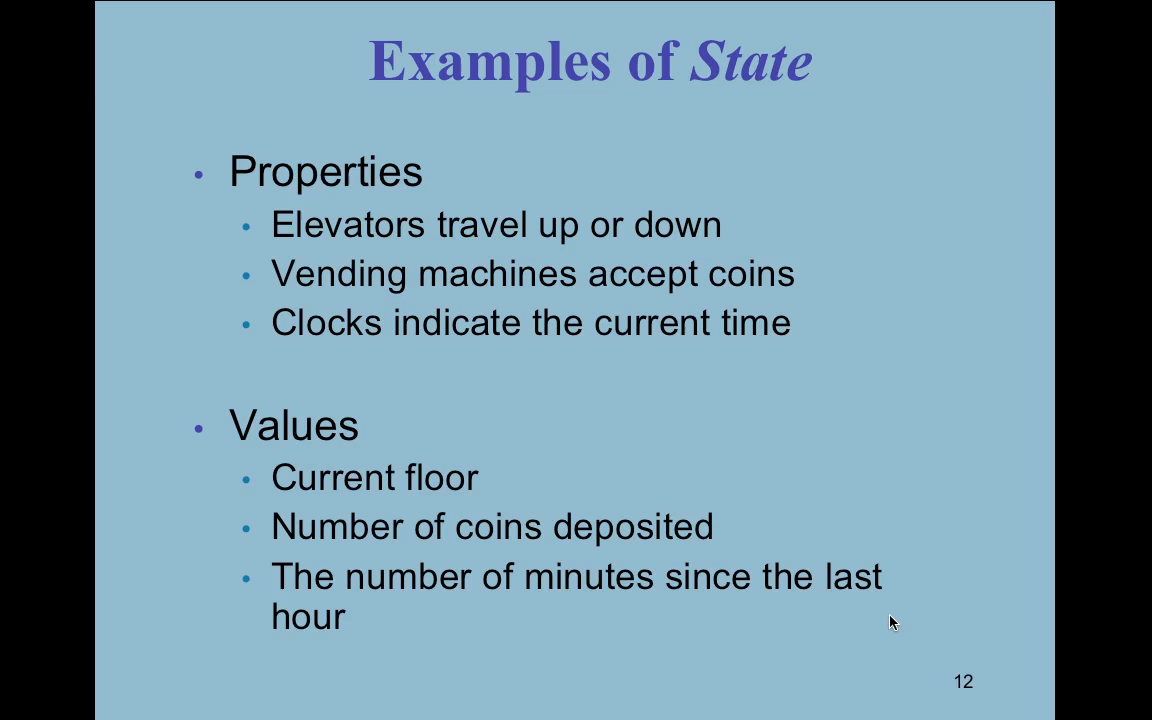 Examples of State
• Properties
• Elevators travel up or down
• Vending machines accept coins
• Clocks indicate the current time
• Values
• Current floor
• Number of coins deposited
• The number of minutes since the last
hour
12